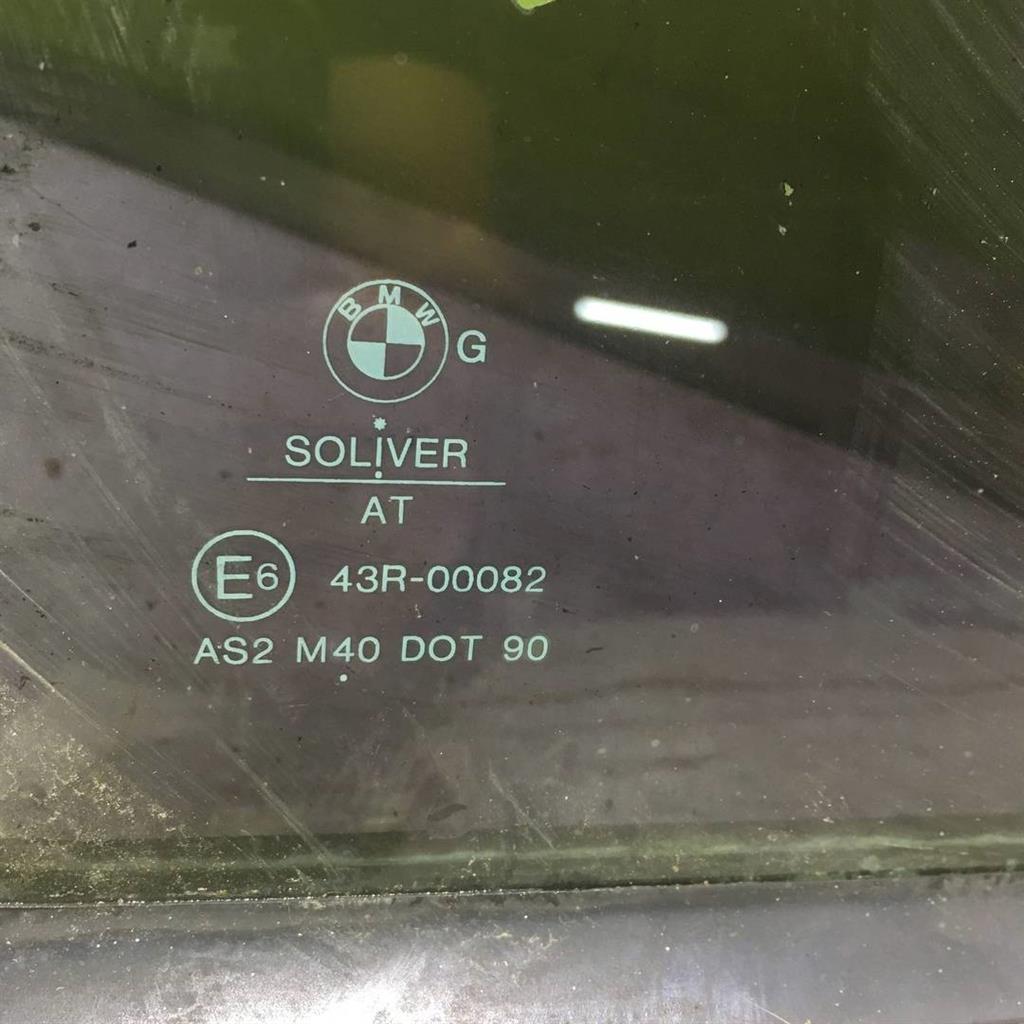 BMW G
SOLIVER
AT
E6 43R-00082
AS2 M40 DOT 90